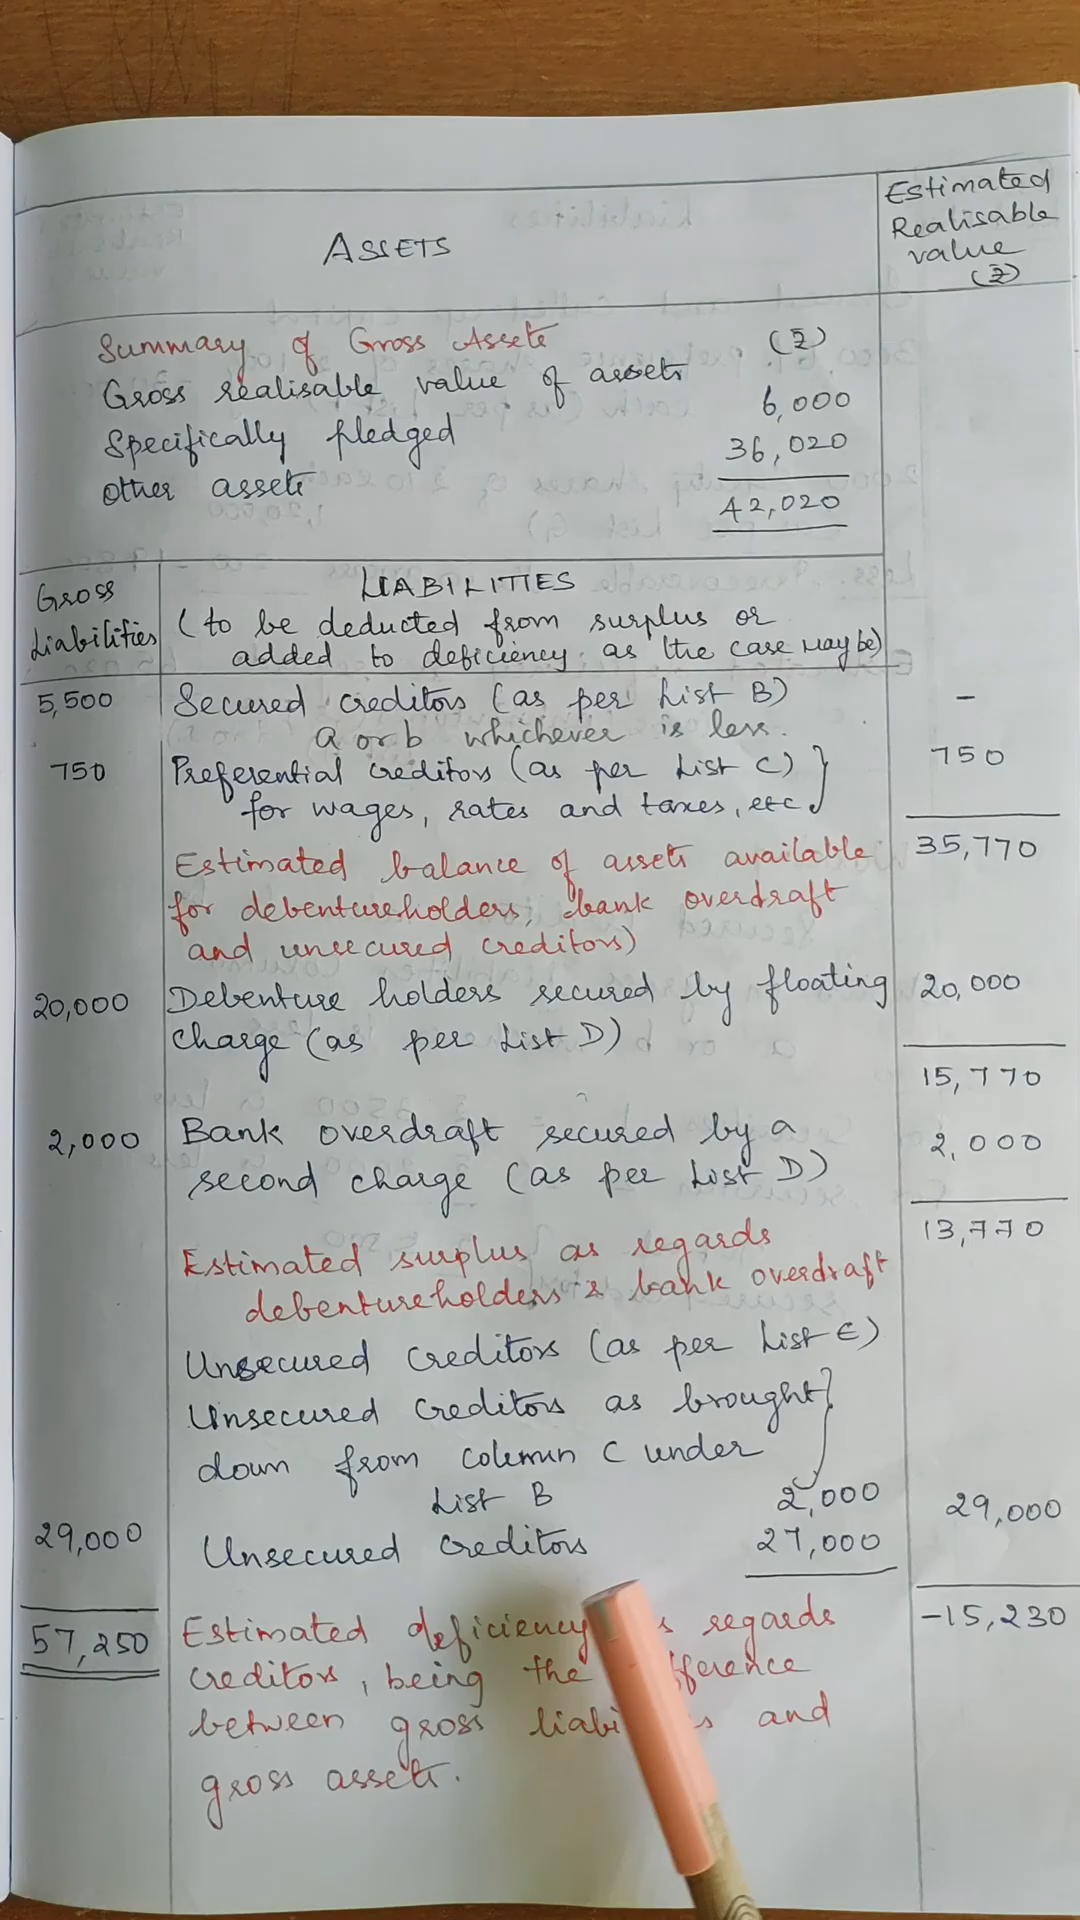 ASSETS
Estimated
Realisable
value
(₹)
Summary of Gross Assets (₹)
Gross realisable value of assets
Specifically pledged 6,000
Other assets 36,020
42,020
Gross
Liabilities
LIABILITIES
(to be deducted from surplus or
added to deficiency as the case may be)
5,500 Secured creditors (as per List B) -
a or b whichever is less.
750 Preferential creditors (as per List C) 750
for wages, rates and taxes, etc
Estimated balance of assets available 35,770
for debentureholders, bank overdraft
and unsecured creditors)
20,000 Debenture holders secured by floating 20,000
charge (as per List D)
15,770
2,000 Bank overdraft secured by a 2,000
second charge (as per List D)
13,770
Estimated surplus as regards
debentureholders & bank overdraft
Unsecured creditors (as per List E)
Unsecured creditors as brought
down from column C under
List B 2,000 29,000
29,000 Unsecured creditors 27,000
57,250 Estimated deficiency regards -15,230
creditors, being the
between gross and
gross assets.